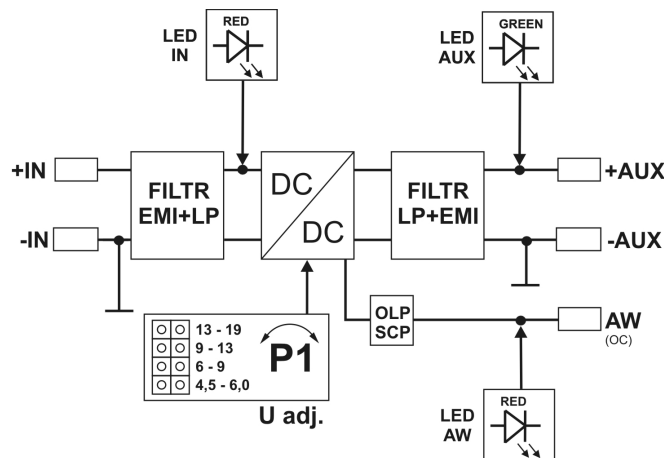 LED
IN
RED
LED
AUX
GREEN
+IN
-IN
FILTR
EMI+LP
DC
DC
FILTR
LP+EMI
+AUX
-AUX
13 - 19
9 - 13
6 - 9
4,5 - 6,0
P1
U adj.
OLP
SCP
AW
(OC)
LED
AW
RED